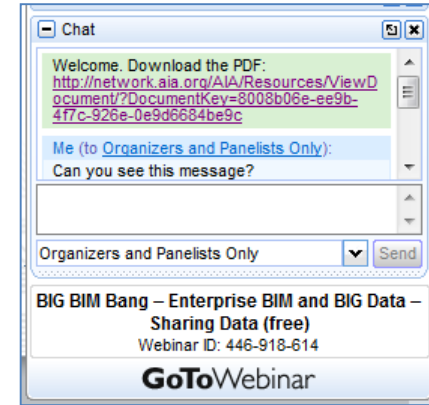 Chat
Welcome. Download the PDF:
http://network.aia.org/AIA/Resources/ViewD
ocument/?DocumentKey=8008b06e-ee9b-
4f7c-926e-0e9d6684be9c
Me (to Organizers and Panelists Only):
Can you see this message?
Organizers and Panelists Only
Send
BIG BIM Bang – Enterprise BIM and BIG Data –
Sharing Data (free)
Webinar ID: 446-918-614
GoToWebinar